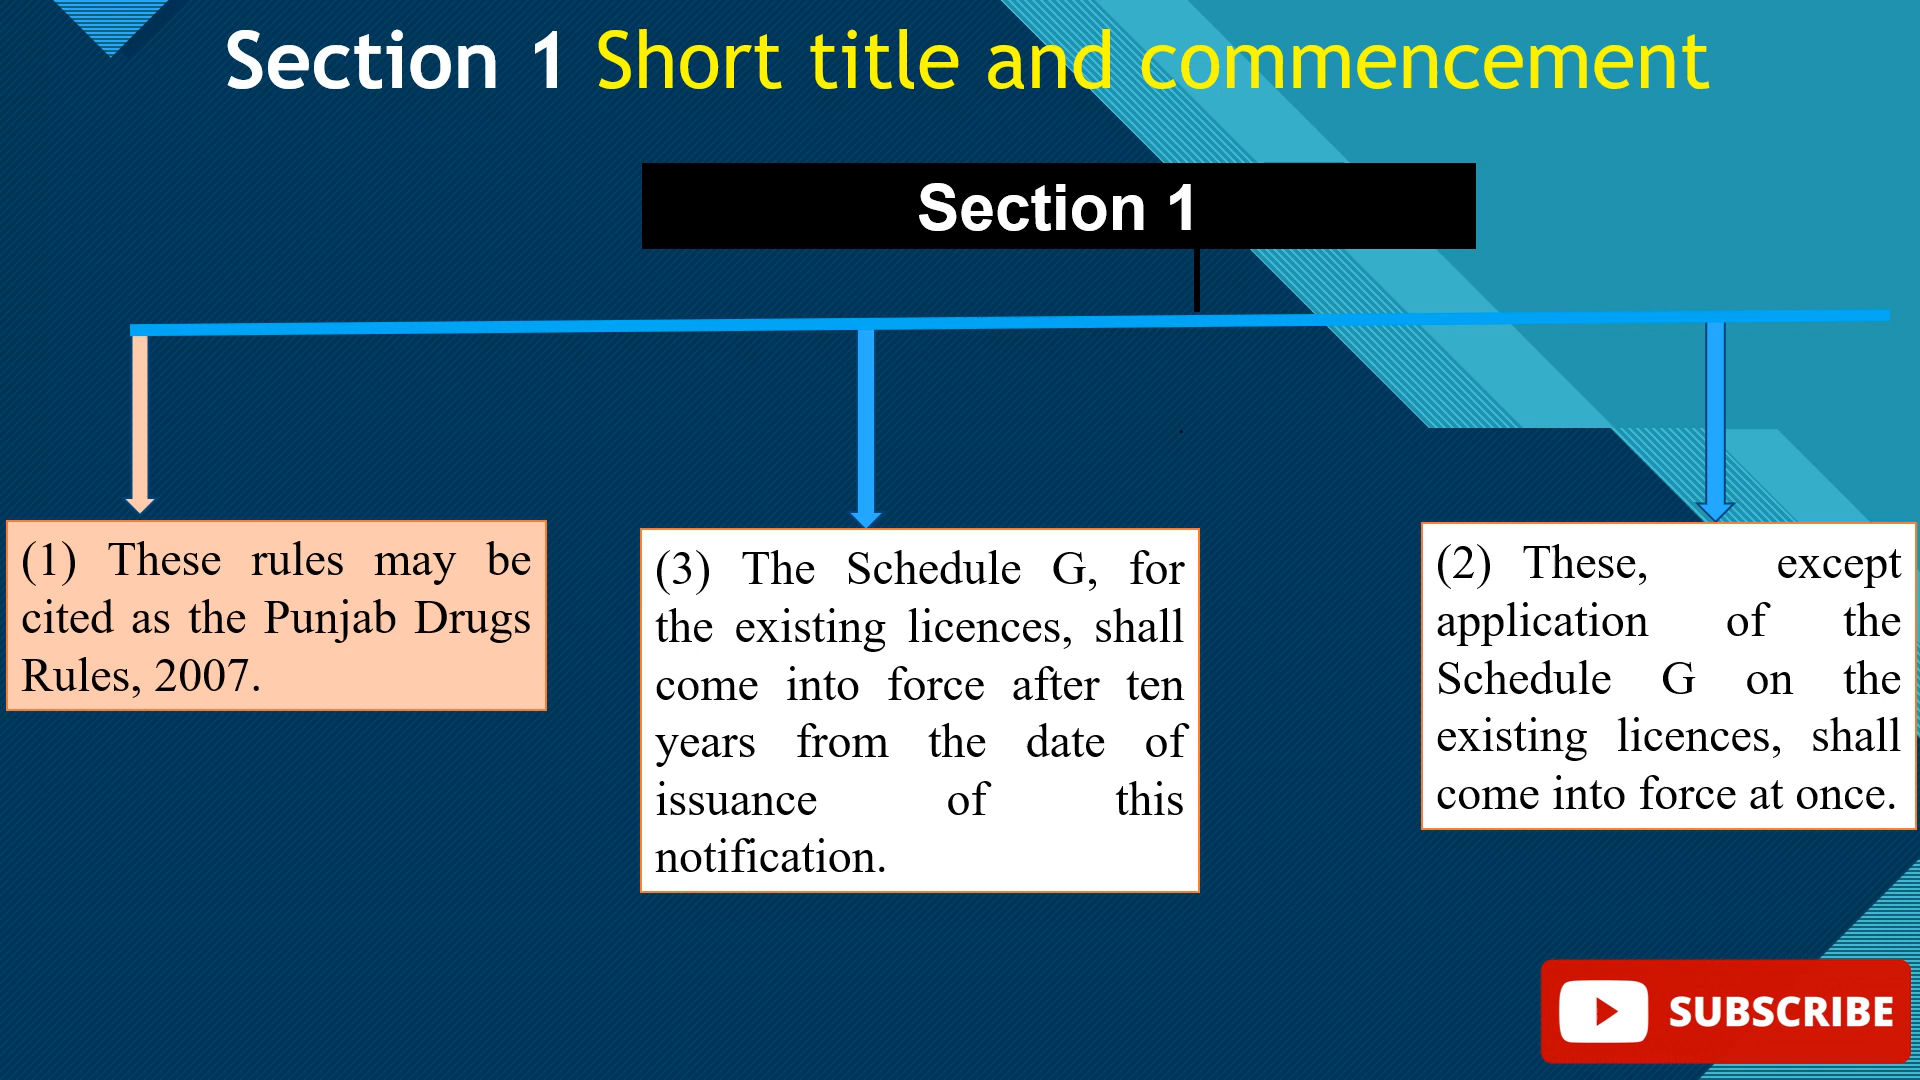 Section 1 Short title and commencement
Section 1
(1) These rules may be
cited as the Punjab Drugs
Rules, 2007.
(3) The Schedule G, for
the existing licences, shall
come into force after ten
years from the date of
issuance of this
notification.
(2) These, except
application of the
Schedule G on the
existing licences, shall
come into force at once.
SUBSCRIBE